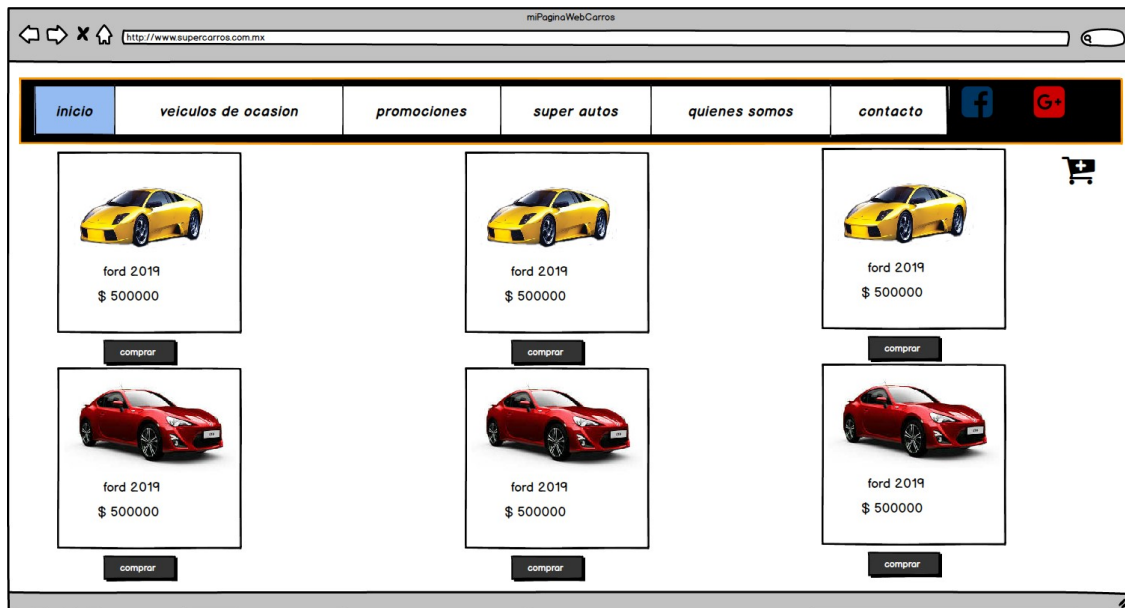 miPaginaWebCarros
http://www.supercarros.com.mx
inicio veiculos de ocasion promociones super autos quienes somos contacto f G+
ford 2019 ford 2019 ford 2019
$ 500000 $ 500000 $ 500000
comprar comprar comprar
ford 2019 ford 2019 ford 2019
$ 500000 $ 500000 $ 500000
comprar comprar comprar